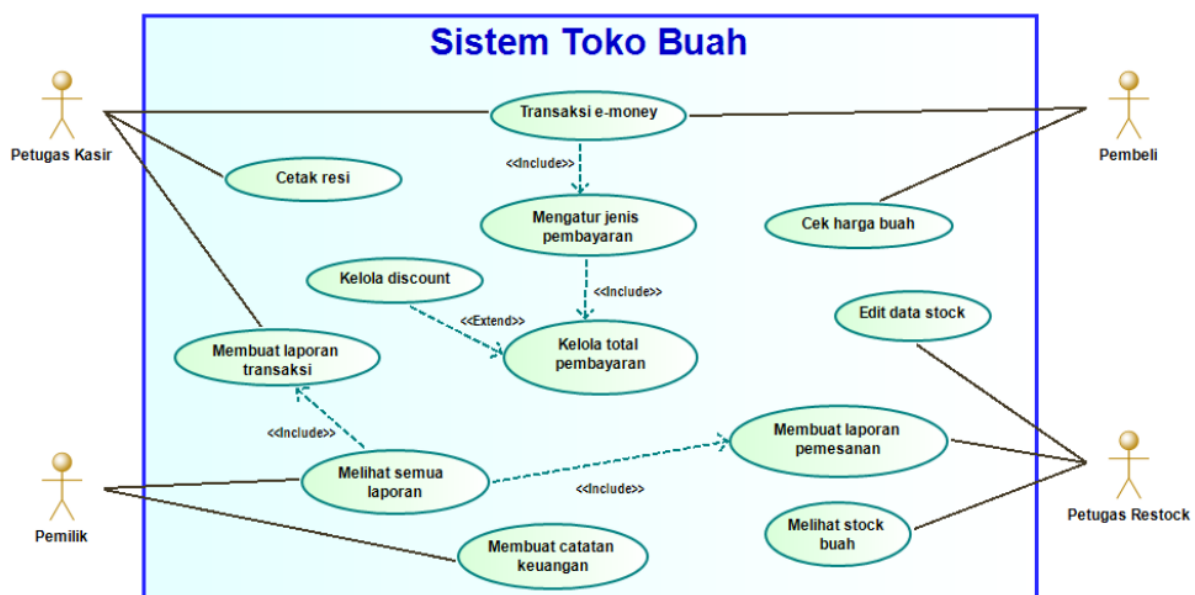 Sistem Toko Buah
Transaksi e-money
Petugas Kasir
Pembeli
<<Include>>
Cetak resi
Mengatur jenis
pembayaran
Cek harga buah
Kelola discount
<<Include>>
<<Extend>>
Edit data stock
Membuat laporan
transaksi
Kelola total
pembayaran
<<Include>>
Membuat laporan
pemesanan
Melihat semua
laporan
<<Include>>
Pemilik
Petugas Restock
Melihat stock
buah
Membuat catatan
keuangan